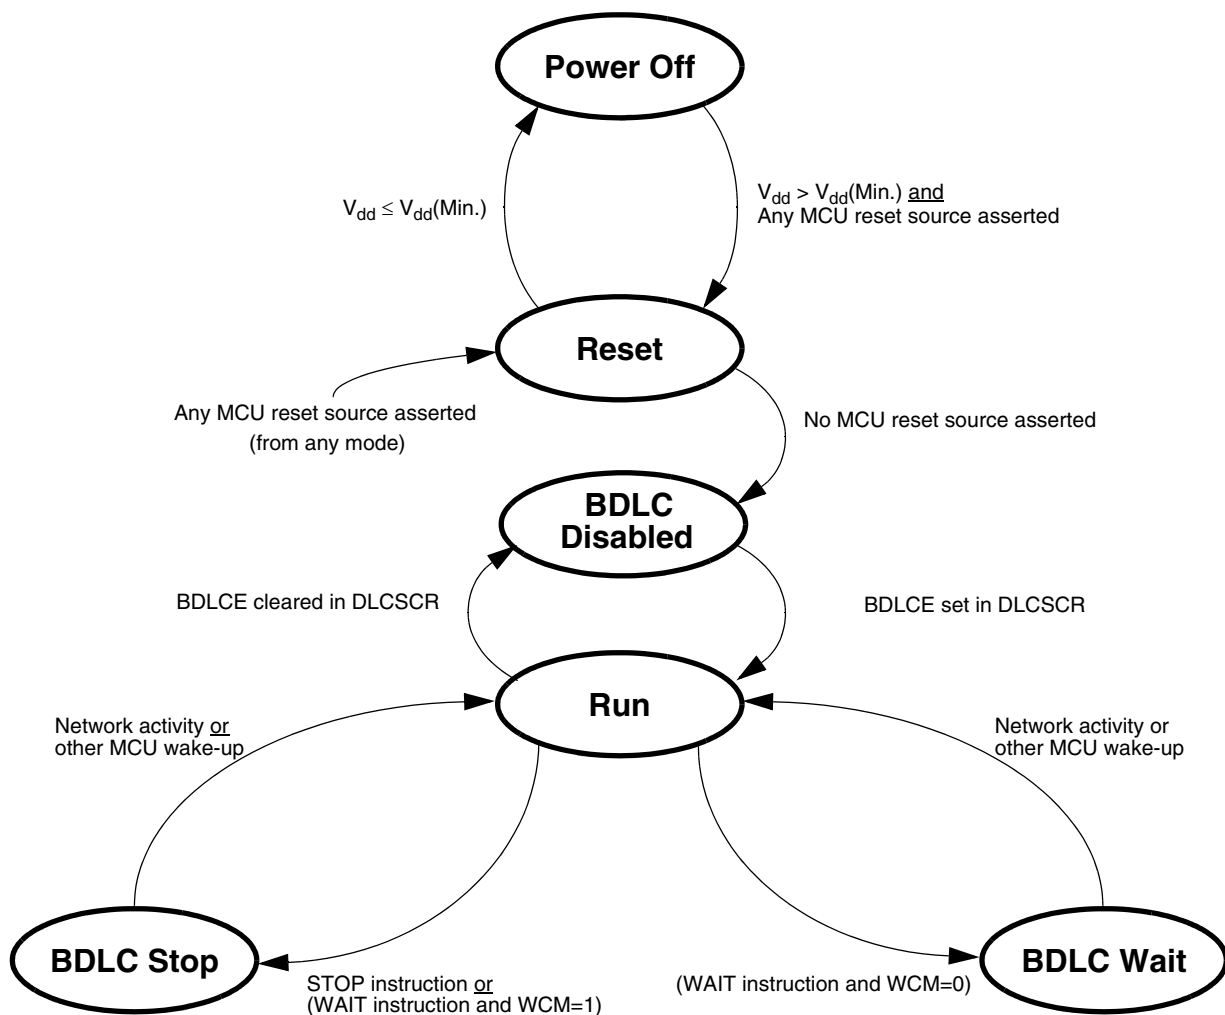 Power Off
V_dd ≤ V_dd(Min.)
V_dd > V_dd(Min.) and
Any MCU reset source asserted
Reset
Any MCU reset source asserted
(from any mode)
No MCU reset source asserted
BDLC
Disabled
BDLCE cleared in DLCSCR
BDLCE set in DLCSCR
Run
Network activity or
other MCU wake-up
Network activity or
other MCU wake-up
BDLC Stop
STOP instruction or
(WAIT instruction and WCM=1)
(WAIT instruction and WCM=0)
BDLC Wait